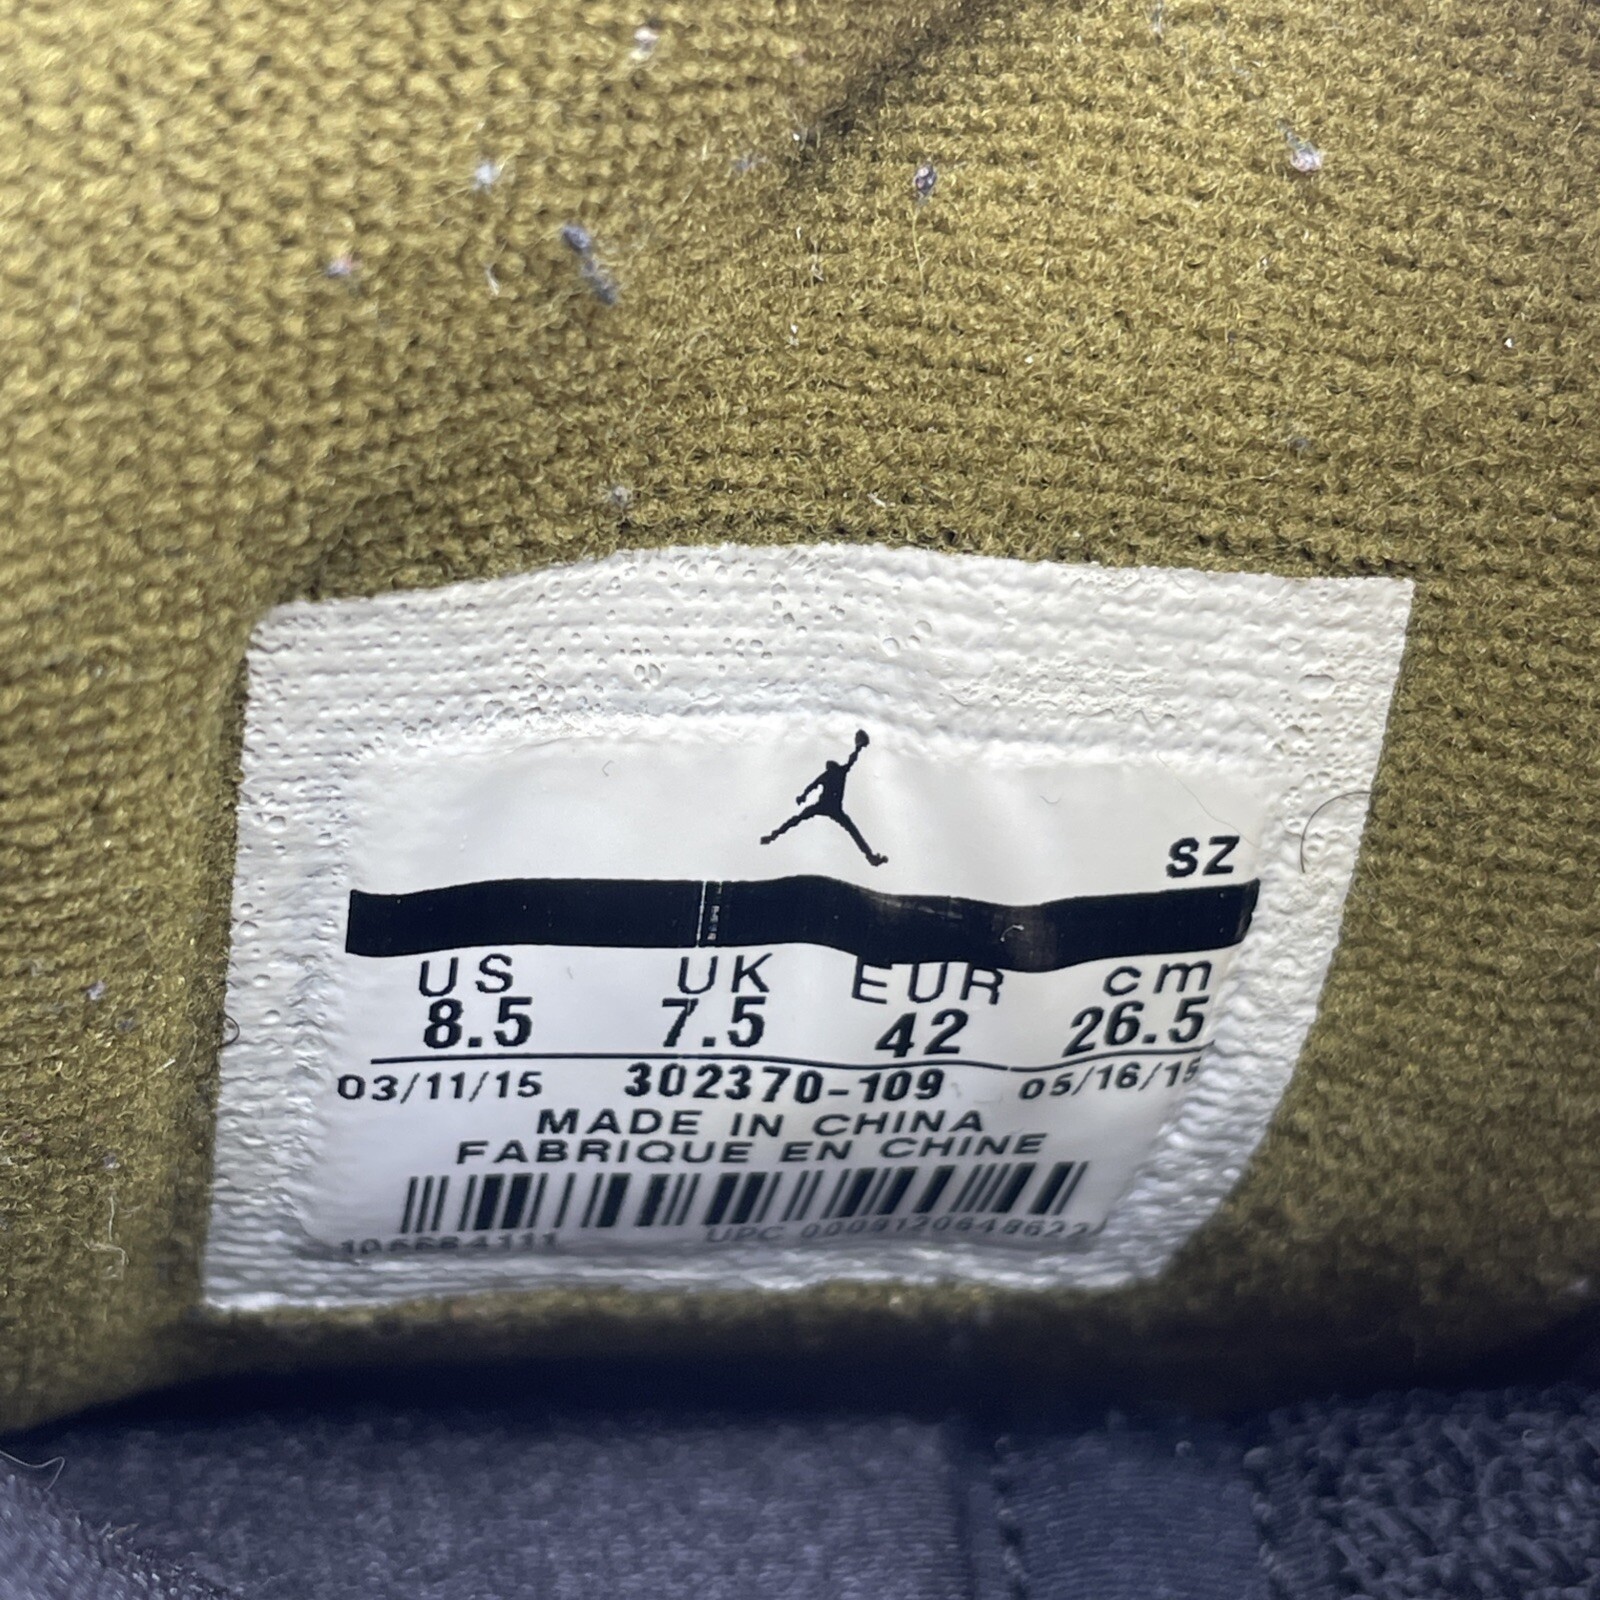 SZ
US UK EUR cm
8.5 7.5 42 26.5
03/11/15 302370-109 05/16/15
MADE IN CHINA
FABRIQUE EN CHINE
UPC